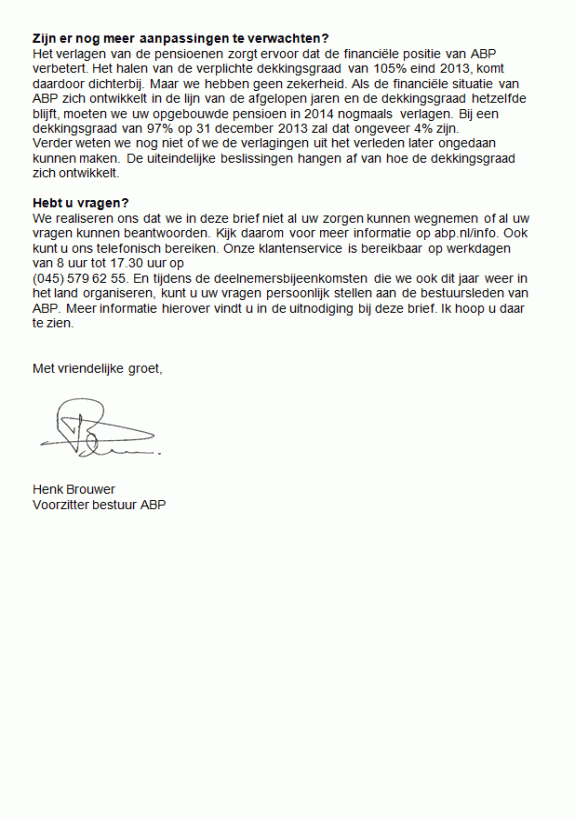 Zijn er nog meer aanpassingen te verwachten?
Het verlagen van de pensioenen zorgt ervoor dat de financiële positie van ABP
verbetert. Het halen van de verplichte dekkingsgraad van 105% eind 2013, komt
daardoor dichterbij. Maar we hebben geen zekerheid. Als de financiële situatie van
ABP zich ontwikkelt in de lijn van de afgelopen jaren en de dekkingsgraad hetzelfde
blijft, moeten we uw opgebouwde pensioen in 2014 nogmaals verlagen. Bij een
dekkingsgraad van 97% op 31 december 2013 zal dat ongeveer 4% zijn.
Verder weten we nog niet of we de verlagingen uit het verleden later ongedaan
kunnen maken. De uiteindelijke beslissingen hangen af van hoe de dekkingsgraad
zich ontwikkelt.
Hebt u vragen?
We realiseren ons dat we in deze brief niet al uw zorgen kunnen wegnemen of al uw
vragen kunnen beantwoorden. Kijk daarom voor meer informatie op abp.nl/info. Ook
kunt u ons telefonisch bereiken. Onze klantenservice is bereikbaar op werkdagen
van 8 uur tot 17.30 uur op
(045) 579 62 55. En tijdens de deelnemersbijeenkomsten die we ook dit jaar weer in
het land organiseren, kunt u uw vragen persoonlijk stellen aan de bestuursleden van
ABP. Meer informatie hierover vindt u in de uitnodiging bij deze brief. Ik hoop u daar
te zien.
Met vriendelijke groet,
Henk Brouwer
Voorzitter bestuur ABP